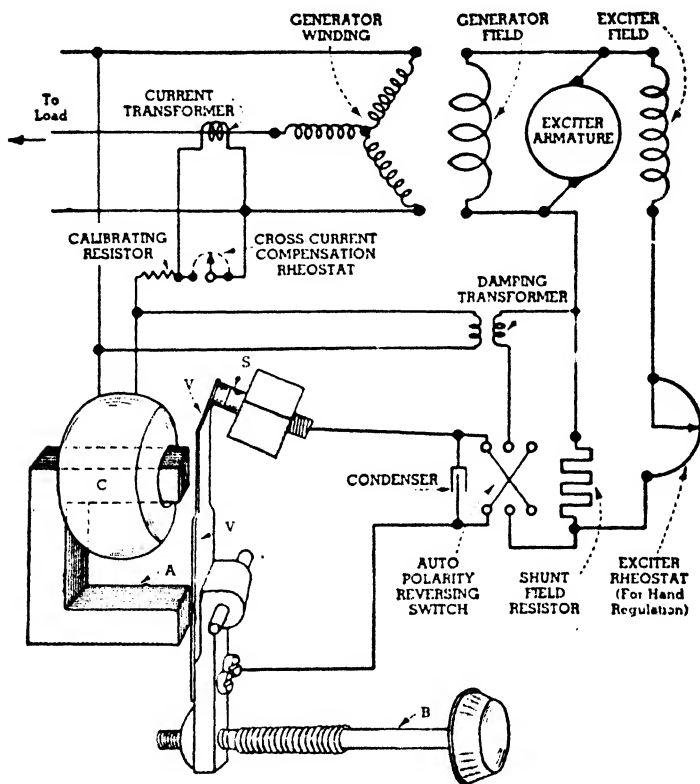 GENERATOR
WINDING
GENERATOR
FIELD
EXCITER
FIELD
To
Load
CURRENT
TRANSFORMER
EXCITER
ARMATURE
CALIBRATING
RESISTOR
CROSS CURRENT
COMPENSATION
RHEOSTAT
DAMPING
TRANSFORMER
S
V
C
CONDENSER
V
A
AUTO
POLARITY
REVERSING
SWITCH
SHUNT
FIELD
RESISTOR
EXCITER
RHEOSTAT
(For Hand
Regulation)
B